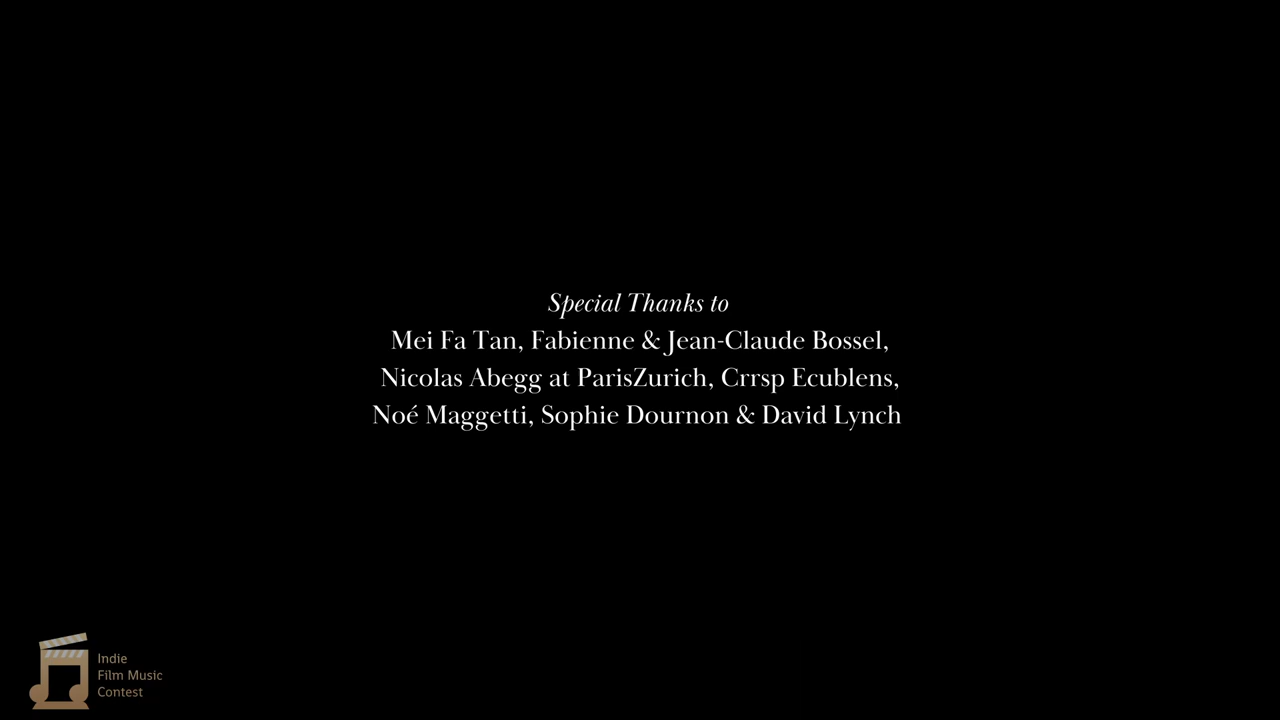 Special Thanks to
Mei Fa Tan, Fabienne & Jean-Claude Bossel,
Nicolas Abegg at ParisZurich, Crrsp Ecublens,
Noé Maggetti, Sophie Dournon & David Lynch
Indie
Film Music
Contest